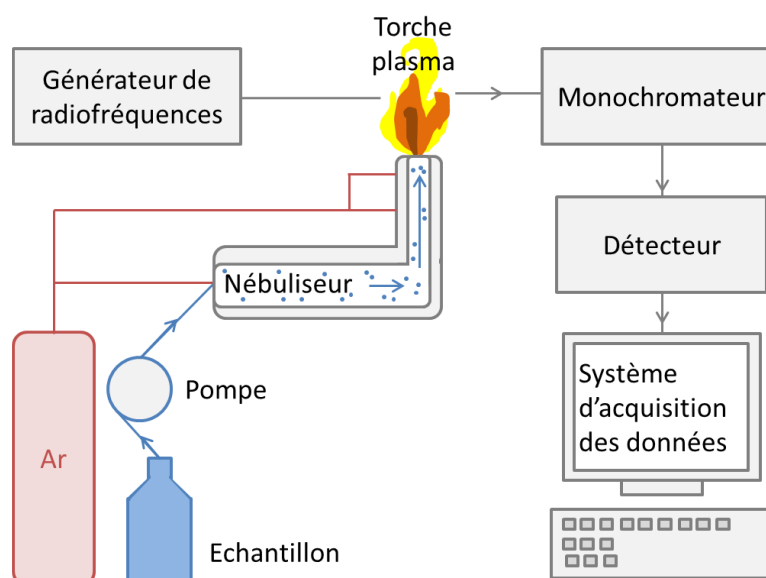 Torche
plasma
Générateur de
radiofréquences
Monochromateur
Détecteur
Nébuliseur
Pompe
Système
d'acquisition
des données
Ar
Echantillon